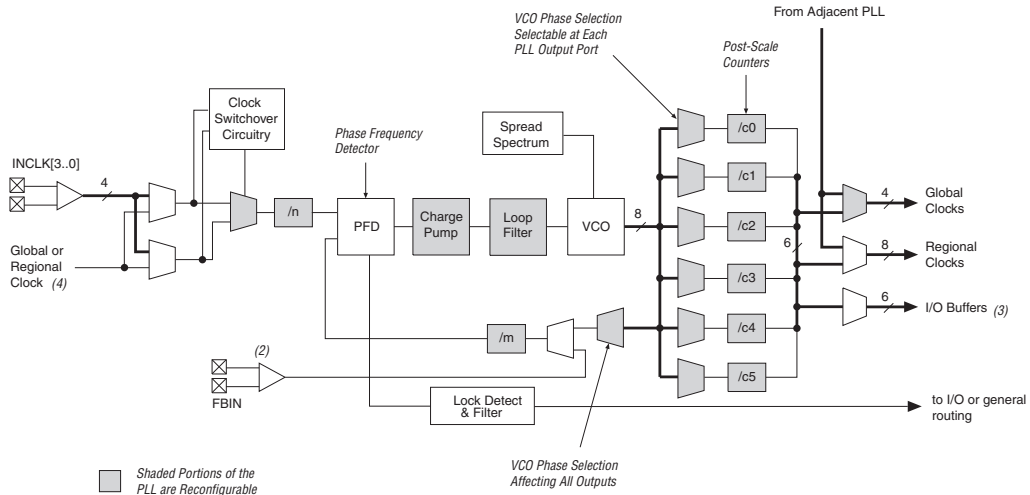 From Adjacent PLL
VCO Phase Selection
Selectable at Each
PLL Output Port
Post-Scale
Counters
Clock
Switchover
Circuitry
Phase Frequency
Detector
Spread
Spectrum
INCLK[3..0]
4
Global or
Regional
Clock (4)
/n
PFD
Charge
Pump
Loop
Filter
VCO
8
/c0
/c1
/c2
/c3
/c4
/c5
6
4
Global
Clocks
8
Regional
Clocks
6
I/O Buffers (3)
/m
(2)
FBIN
Lock Detect
& Filter
to I/O or general
routing
VCO Phase Selection
Affecting All Outputs
Shaded Portions of the
PLL are Reconfigurable